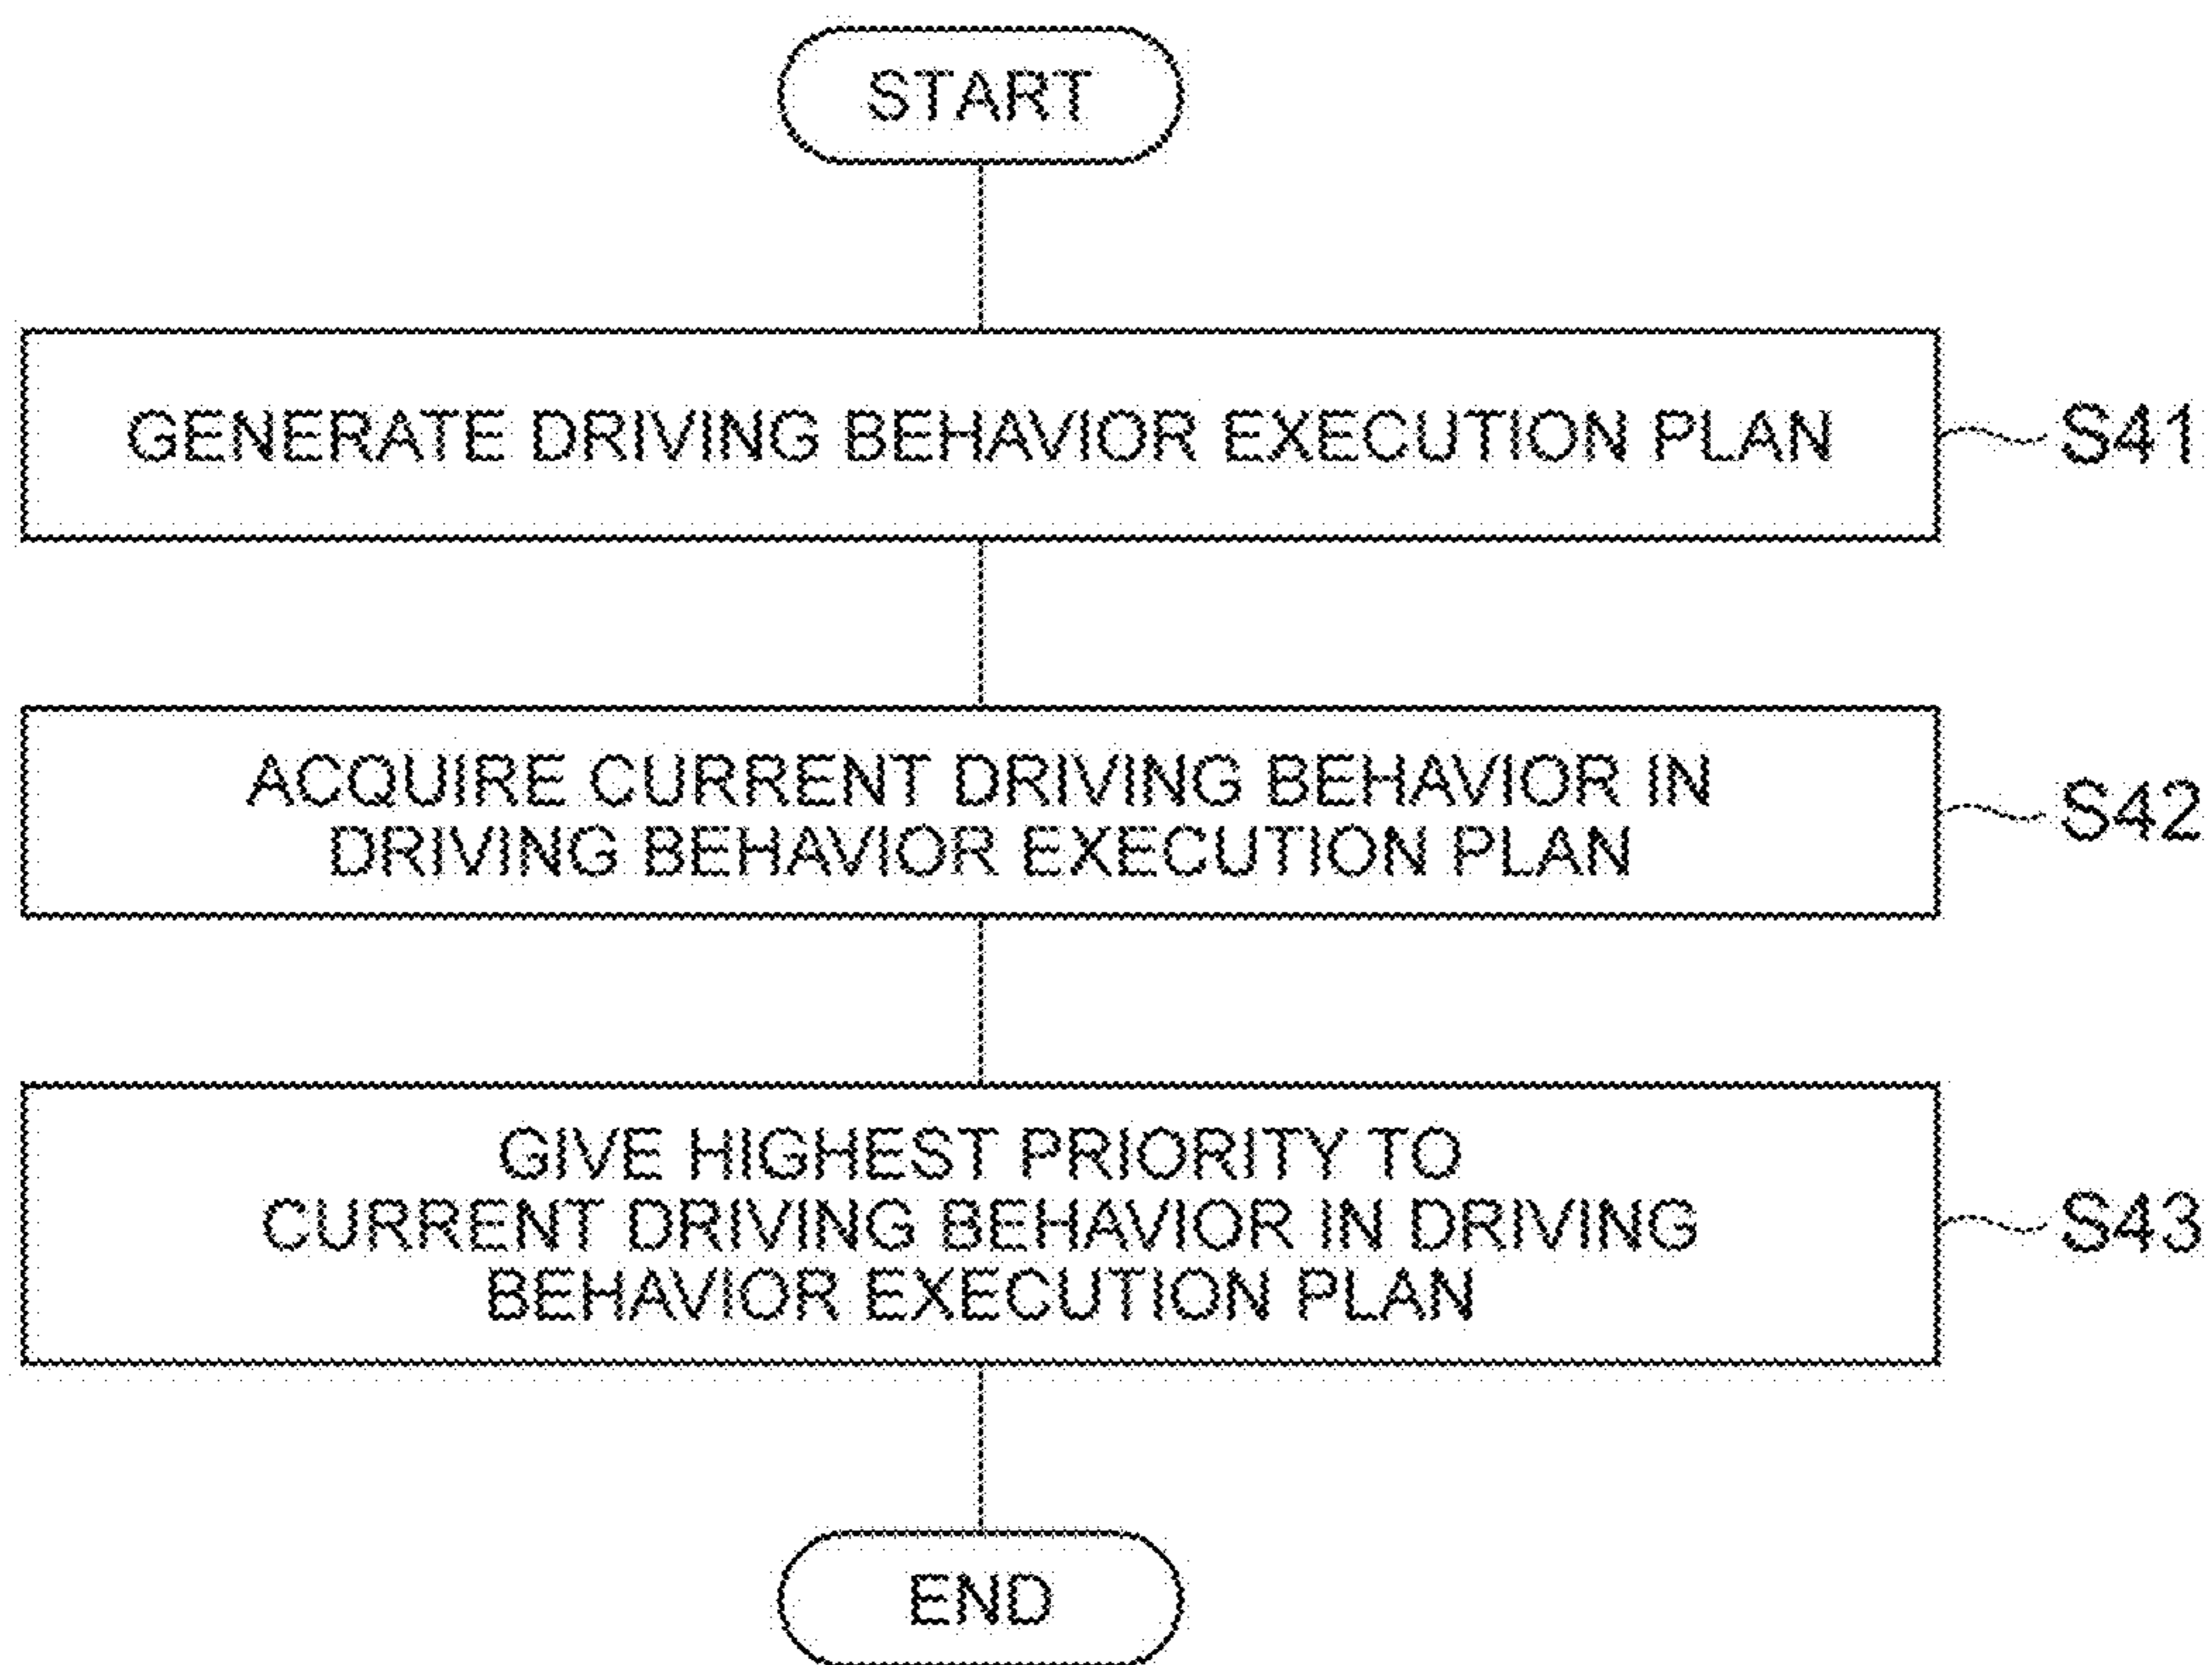 START
GENERATE DRIVING BEHAVIOR EXECUTION PLAN
S41
ACQUIRE CURRENT DRIVING BEHAVIOR IN
DRIVING BEHAVIOR EXECUTION PLAN
S42
GIVE HIGHEST PRIORITY TO
CURRENT DRIVING BEHAVIOR IN DRIVING
BEHAVIOR EXECUTION PLAN
S43
END